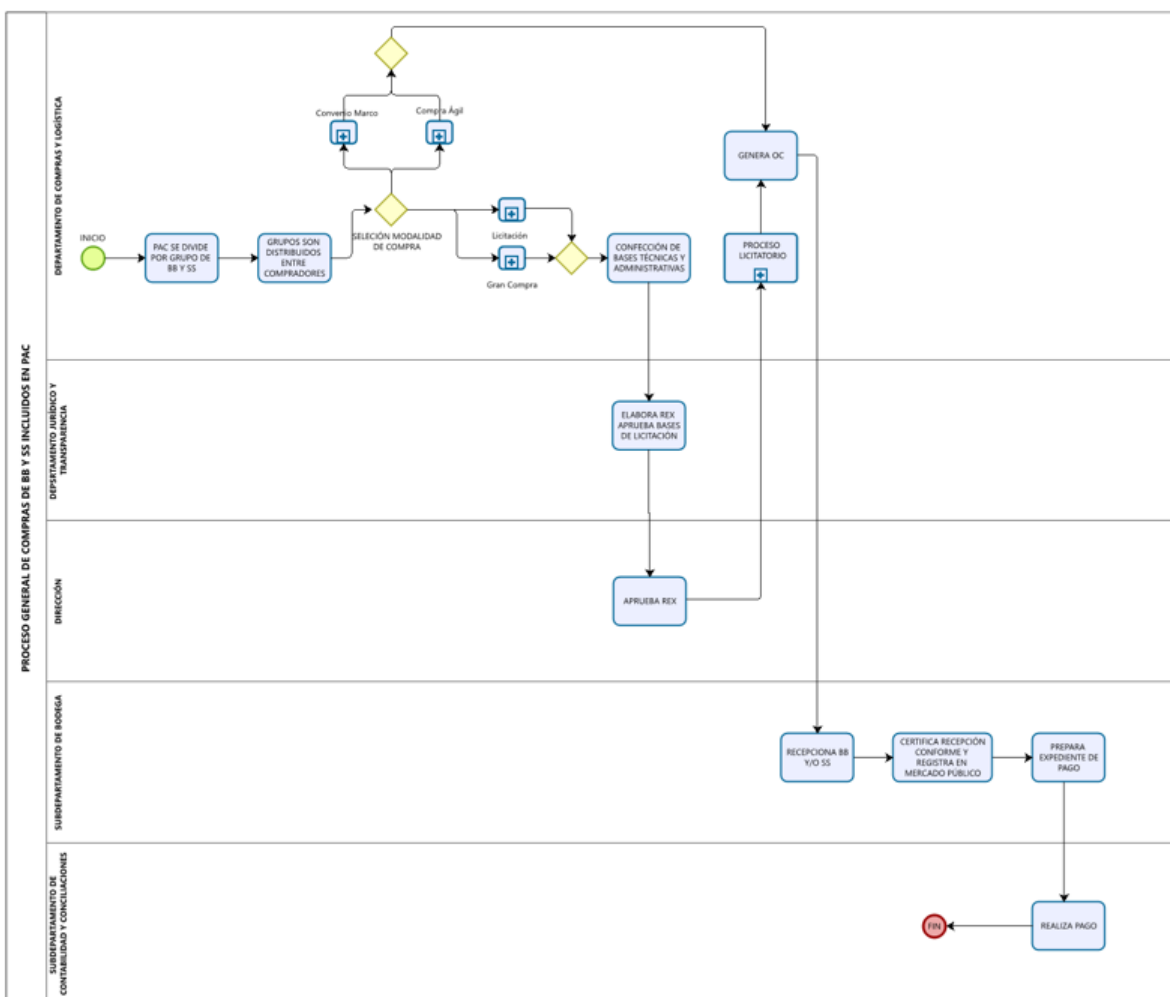 PROCESO GENERAL DE COMPRAS DE BB Y SS INCLUIDOS EN PAC
DEPARTAMENTO DE COMPRAS Y LOGÍSTICA
INICIO
PAC SE DIVIDE
POR GRUPO DE
BB Y SS
GRUPOS SON
DISTRIBUIDOS
ENTRE
COMPRADORES
SELECIÓN MODALIDAD
DE COMPRA
Convenio Marco
Compra Ágil
Licitación
Gran Compra
CONFECCIÓN DE
BASES TÉCNICAS Y
ADMINISTRATIVAS
GENERA OC
PROCESO
LICITATORIO
DEPSRTAMENTO JURÍDICO Y
TRANSPARENCIA
ELABORA REX
APRUEBA BASES
DE LICITACIÓN
DIRECCIÓN
APRUEBA REX
SUBDEPARTAMENTO DE BODEGA
RECEPCIONA BB
Y/O SS
CERTIFICA RECEPCIÓN
CONFORME Y
REGISTRA EN
MERCADO PÚBLICO
PREPARA
EXPEDIENTE DE
PAGO
SUBDEPARTAMENTO DE
CONTABILIDAD Y CONCILIACIONES
FIN
REALIZA PAGO